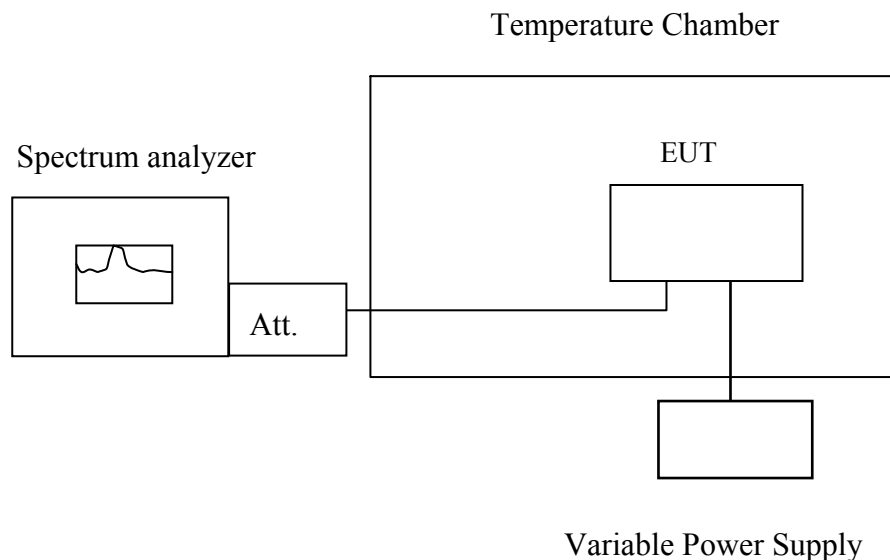 Temperature Chamber
Spectrum analyzer
EUT
Att.
Variable Power Supply